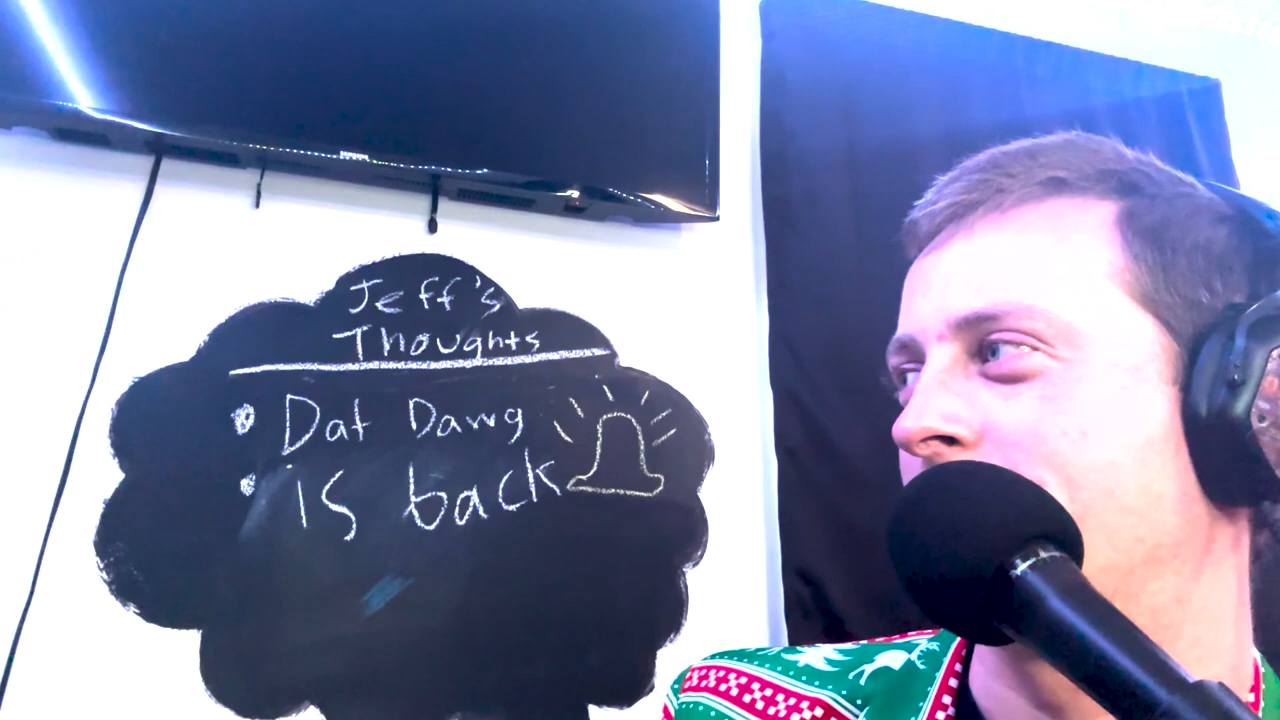 Jeff's
Thoughts
• Dat Dawg
• is back